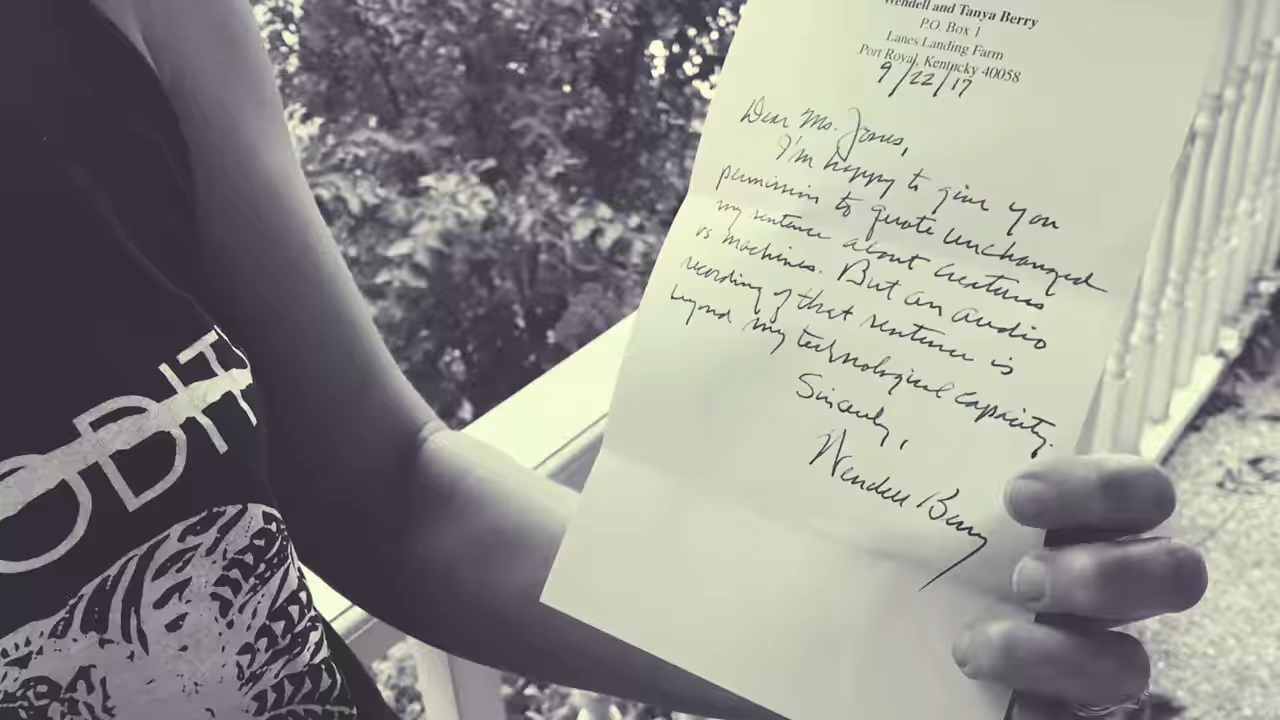 Wendell and Tanya Berry
P.O. Box 1
Lanes Landing Farm
Port Royal, Kentucky 40058
9/22/17
Dear Ms. Jones,
I'm happy to give you
permission to quote unchanged
my sentence about creatures
vs machines. But an audio
recording of that sentence is
beyond my technological capacity.
Sincerely,
Wendell Berry